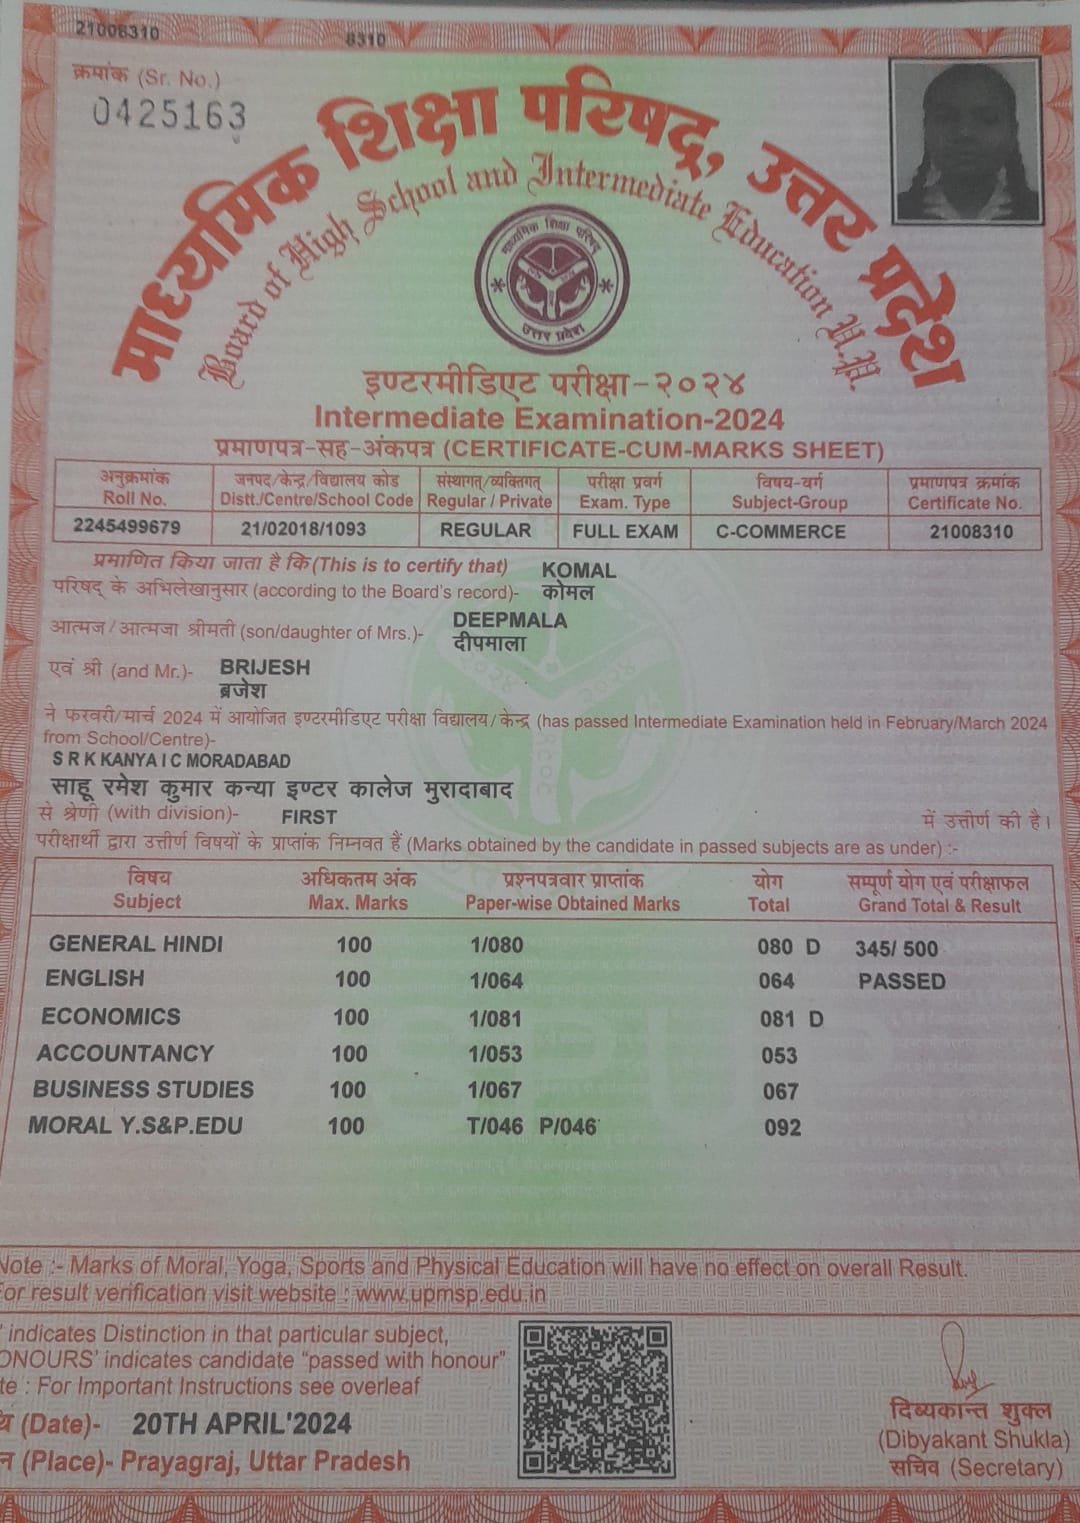 21008310 8310
क्रमांक (Sr. No.)
0425163
माध्यमिक शिक्षा परिषद्, उत्तर प्रदेश
Board of High School and Intermediate Education U.P.
माध्यमिक शिक्षा परिषद्
उत्तर प्रदेश
इण्टरमीडिएट परीक्षा-२०२४
Intermediate Examination-2024
प्रमाणपत्र-सह-अंकपत्र (CERTIFICATE-CUM-MARKS SHEET)
अनुक्रमांक जनपद/केन्द्र/विद्यालय कोड संस्थागत्/व्यक्तिगत् परीक्षा प्रवर्ग विषय-वर्ग प्रमाणपत्र क्रमांक
Roll No. Distt./Centre/School Code Regular / Private Exam. Type Subject-Group Certificate No.
2245499679 21/02018/1093 REGULAR FULL EXAM C-COMMERCE 21008310
प्रमाणित किया जाता है कि (This is to certify that) KOMAL
परिषद् के अभिलेखानुसार (according to the Board's record)- कोमल
DEEPMALA
आत्मज/आत्मजा श्रीमती (son/daughter of Mrs.)- दीपमाला
एवं श्री (and Mr.)- BRIJESH
ब्रजेश
ने फरवरी/मार्च 2024 में आयोजित इण्टरमीडिएट परीक्षा विद्यालय/केन्द्र (has passed Intermediate Examination held in February/March 2024
from School/Centre)-
S R K KANYA I C MORADABAD
साहू रमेश कुमार कन्या इण्टर कालेज मुरादाबाद
से श्रेणी (with division)- FIRST में उत्तीर्ण की है।
परीक्षार्थी द्वारा उत्तीर्ण विषयों के प्राप्तांक निम्नवत हैं (Marks obtained by the candidate in passed subjects are as under) :-
विषय अधिकतम अंक प्रश्नपत्रवार प्राप्तांक योग सम्पूर्ण योग एवं परीक्षाफल
Subject Max. Marks Paper-wise Obtained Marks Total Grand Total & Result
GENERAL HINDI 100 1/080 080 D 345/ 500
ENGLISH 100 1/064 064 PASSED
ECONOMICS 100 1/081 081 D
ACCOUNTANCY 100 1/053 053
BUSINESS STUDIES 100 1/067 067
MORAL Y.S&P.EDU 100 T/046 P/046 092
Note :- Marks of Moral, Yoga, Sports and Physical Education will have no effect on overall Result.
For result verification visit website : www.upmsp.edu.in
' indicates Distinction in that particular subject,
ONOURS' indicates candidate "passed with honour"
te : For Important Instructions see overleaf
(Date)- 20TH APRIL'2024
(Place)- Prayagraj, Uttar Pradesh
दिब्यकान्त शुक्ल
(Dibyakant Shukla)
सचिव (Secretary)